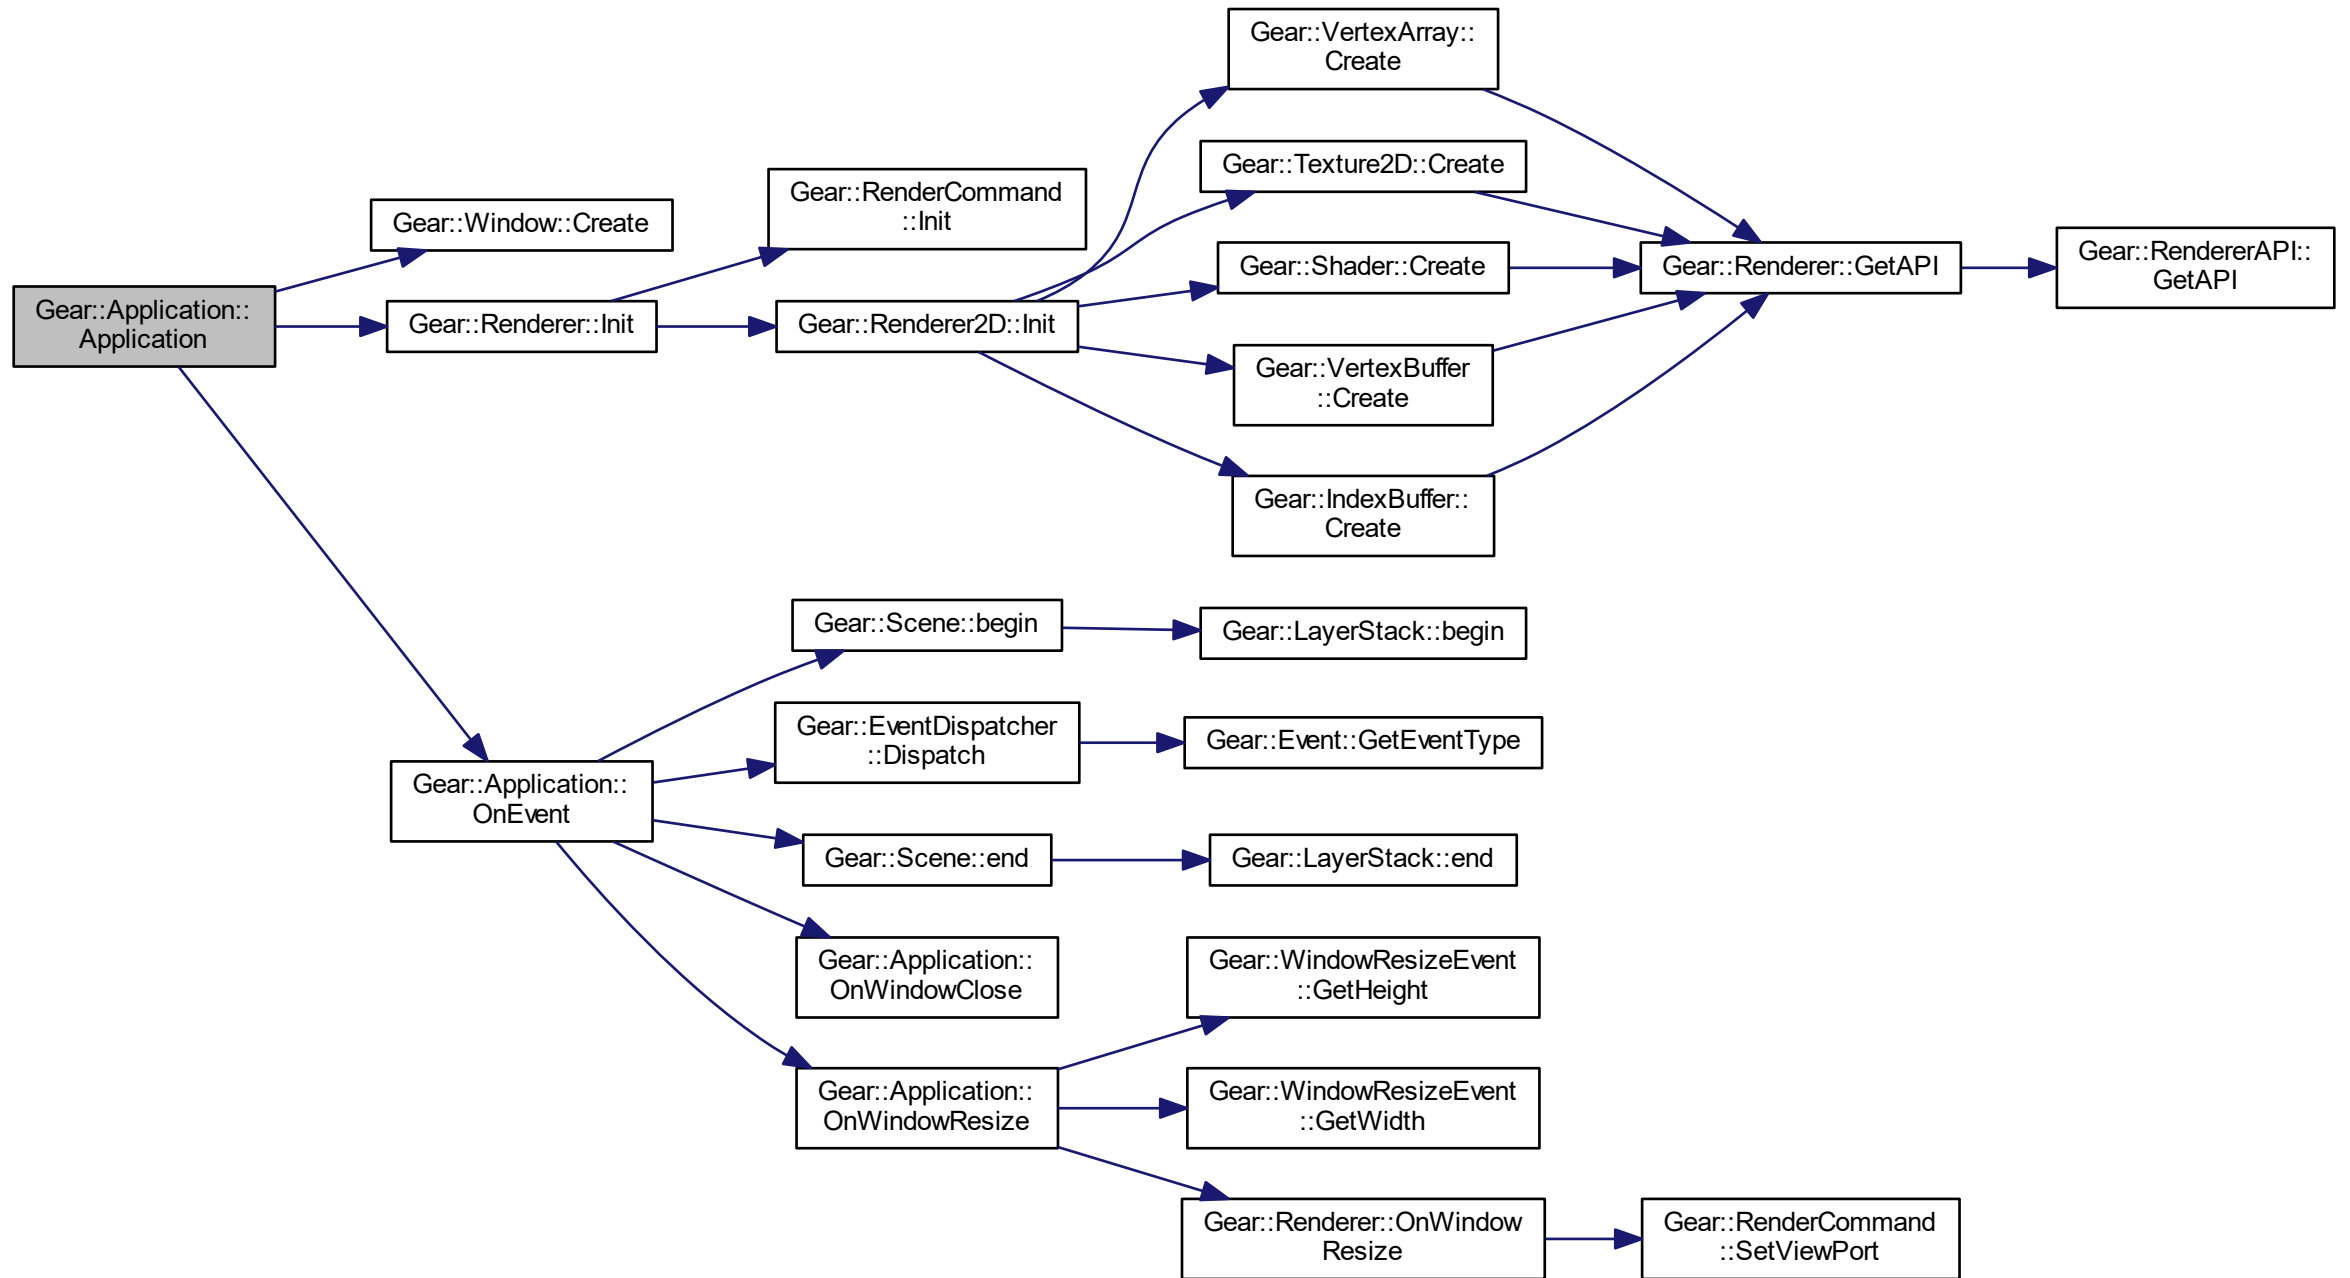 Gear::VertexArray::
Create
Gear::Texture2D::Create
Gear::RenderCommand
::Init
Gear::Window::Create
Gear::Shader::Create
Gear::Renderer::GetAPI
Gear::RendererAPI::
GetAPI
Gear::Application::
Application
Gear::Renderer::Init
Gear::Renderer2D::Init
Gear::VertexBuffer
::Create
Gear::IndexBuffer::
Create
Gear::Scene::begin
Gear::LayerStack::begin
Gear::EventDispatcher
::Dispatch
Gear::Event::GetEventType
Gear::Application::
OnEvent
Gear::Scene::end
Gear::LayerStack::end
Gear::Application::
OnWindowClose
Gear::WindowResizeEvent
::GetHeight
Gear::Application::
OnWindowResize
Gear::WindowResizeEvent
::GetWidth
Gear::Renderer::OnWindow
Resize
Gear::RenderCommand
::SetViewPort